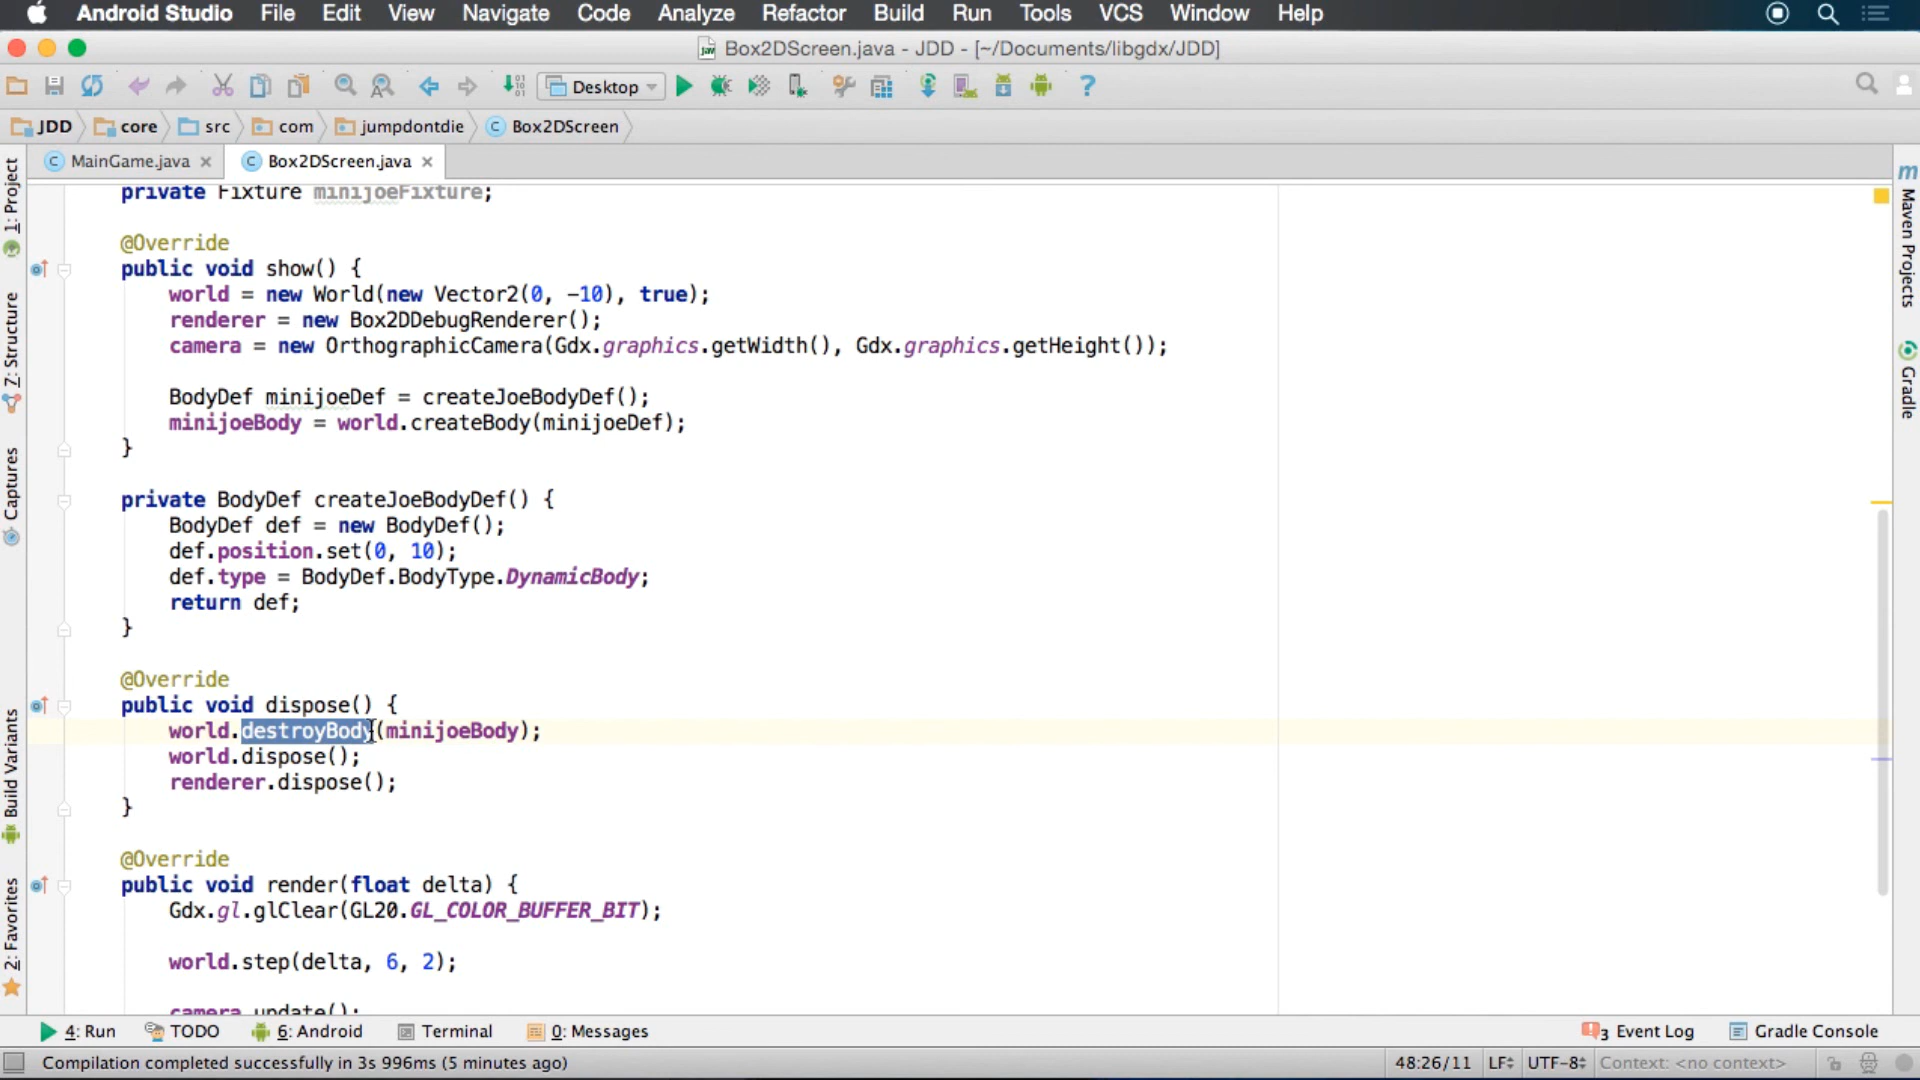 Android Studio File Edit View Navigate Code Analyze Refactor Build Run Tools VCS Window Help
Box2DScreen.java - JDD - [~/Documents/libgdx/JDD]
Desktop
JDD core src com jumpdontdie Box2DScreen
MainGame.java Box2DScreen.java
private Fixture minijoeFixture;
@Override
public void show() {
world = new World(new Vector2(0, -10), true);
renderer = new Box2DDebugRenderer();
camera = new OrthographicCamera(Gdx.graphics.getWidth(), Gdx.graphics.getHeight());
BodyDef minijoeDef = createJoeBodyDef();
minijoeBody = world.createBody(minijoeDef);
}
private BodyDef createJoeBodyDef() {
BodyDef def = new BodyDef();
def.position.set(0, 10);
def.type = BodyDef.BodyType.DynamicBody;
return def;
}
@Override
public void dispose() {
world.destroyBody(minijoeBody);
world.dispose();
renderer.dispose();
}
@Override
public void render(float delta) {
Gdx.gl.glClear(GL20.GL_COLOR_BUFFER_BIT);
world.step(delta, 6, 2);
camera.update();
1: Project
7: Structure
Captures
Build Variants
2: Favorites
Maven Projects
Gradle
4: Run TODO 6: Android Terminal 0: Messages 3 Event Log Gradle Console
Compilation completed successfully in 3s 996ms (5 minutes ago) 48:26/11 LF UTF-8 Context: <no context>